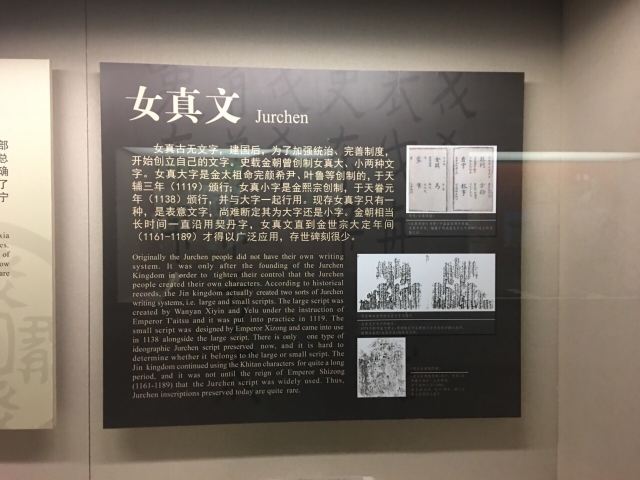 女真文 Jurchen
女真古无文字，建国后，为了加强统治、完善制度，
开始创立自己的文字。史载金朝曾创制女真大、小两种文
字。女真大字是金太祖命完颜希尹、叶鲁等创制的，于天
辅三年（1119）颁行；女真小字是金熙宗创制，于天眷元
年（1138）颁行，并与大字一起行用。现存女真字只有一
种，是表意文字，尚难断定其为大字还是小字。金朝相当
长时间一直沿用契丹字，女真文直到金世宗大定年间
（1161－1189）才得以广泛应用，存世碑刻很少。
Originally the Jurchen people did not have their own writing
system. It was only after the founding of the Jurchen
Kingdom in order to tighten their control that the Jurchen
people created their own characters. According to historical
records, the Jin kingdom actually created two sorts of Jurchen
writing systems, i.e. large and small scripts. The large script was
created by Wanyan Xiyin and Yelu under the instruction of
Emperor T'aitsu and it was put into practice in 1119. The
small script was designed by Emperor Xizong and came into use
in 1138 alongside the large script. There is only one type of
ideographic Jurchen script preserved now, and it is hard to
determine whether it belongs to the large or small script. The
Jin kingdom continued using the Khitan characters for quite a long
period, and it was not until the reign of Emperor Shizong
(1161-1189) that the Jurchen script was widely used. Thus,
Jurchen inscriptions preserved today are quite rare.
部
总
确
了
宁